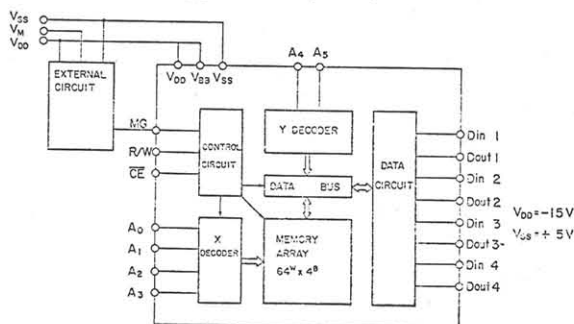 VSS
VM
VDD
EXTERNAL CIRCUIT
VDD VBB VSS
A4 A5
MG
R/W
CE
CONTROL CIRCUIT
Y DECODER
DATA BUS
DATA CIRCUIT
A0
A1
A2
A3
X DECODER
MEMORY ARRAY
64W x 4B
Din 1
Dout 1
Din 2
Dout 2
Din 3
Dout 3
Din 4
Dout 4
VDD = -15 V
VSS = + 5V